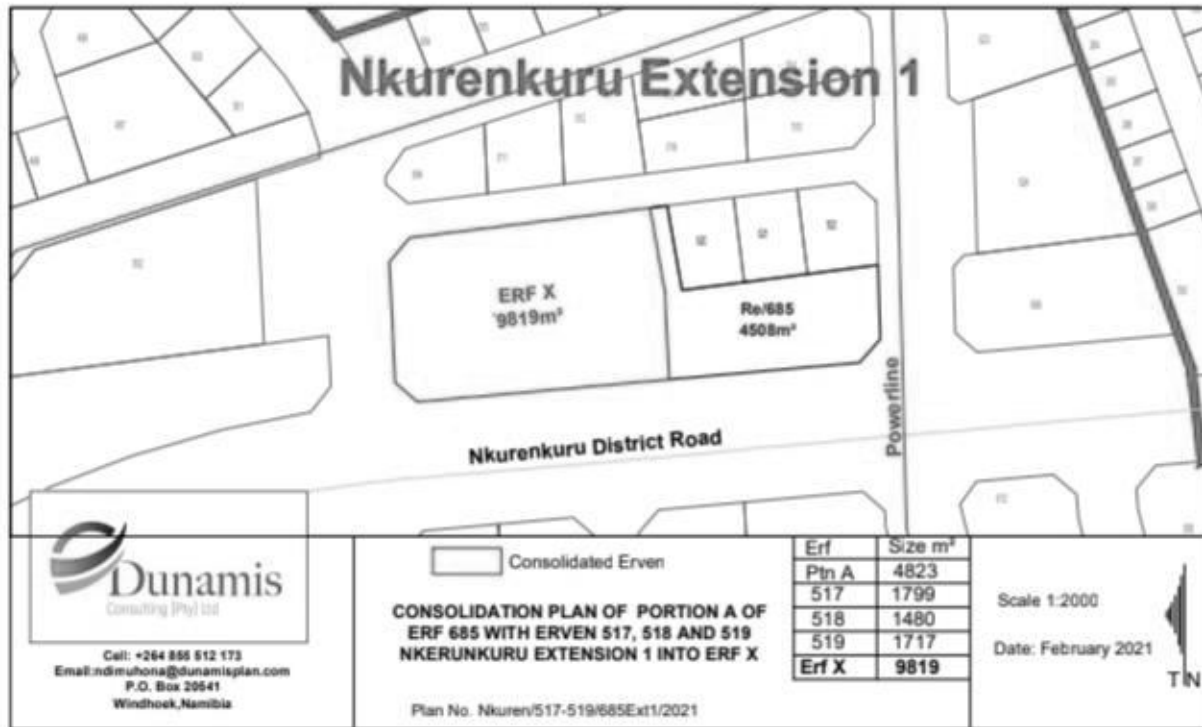 Nkurenkuru Extension 1
ERF X
9819m²
Re/685
4508m²
Powerline
Nkurenkuru District Road
Dunamis
Consulting (Pty) Ltd
Cell: +264 855 512 173
Email:ndimuhona@dunamisplan.com
P.O. Box 20541
Windhoek,Namibia
Consolidated Erven
CONSOLIDATION PLAN OF PORTION A OF
ERF 685 WITH ERVEN 517, 518 AND 519
NKERUNKURU EXTENSION 1 INTO ERF X
Plan No. Nkuren/517-519/685Ext1/2021
Erf Size m²
Ptn A 4823
517 1799
518 1480
519 1717
Erf X 9819
Scale 1:2000
Date: February 2021
TN